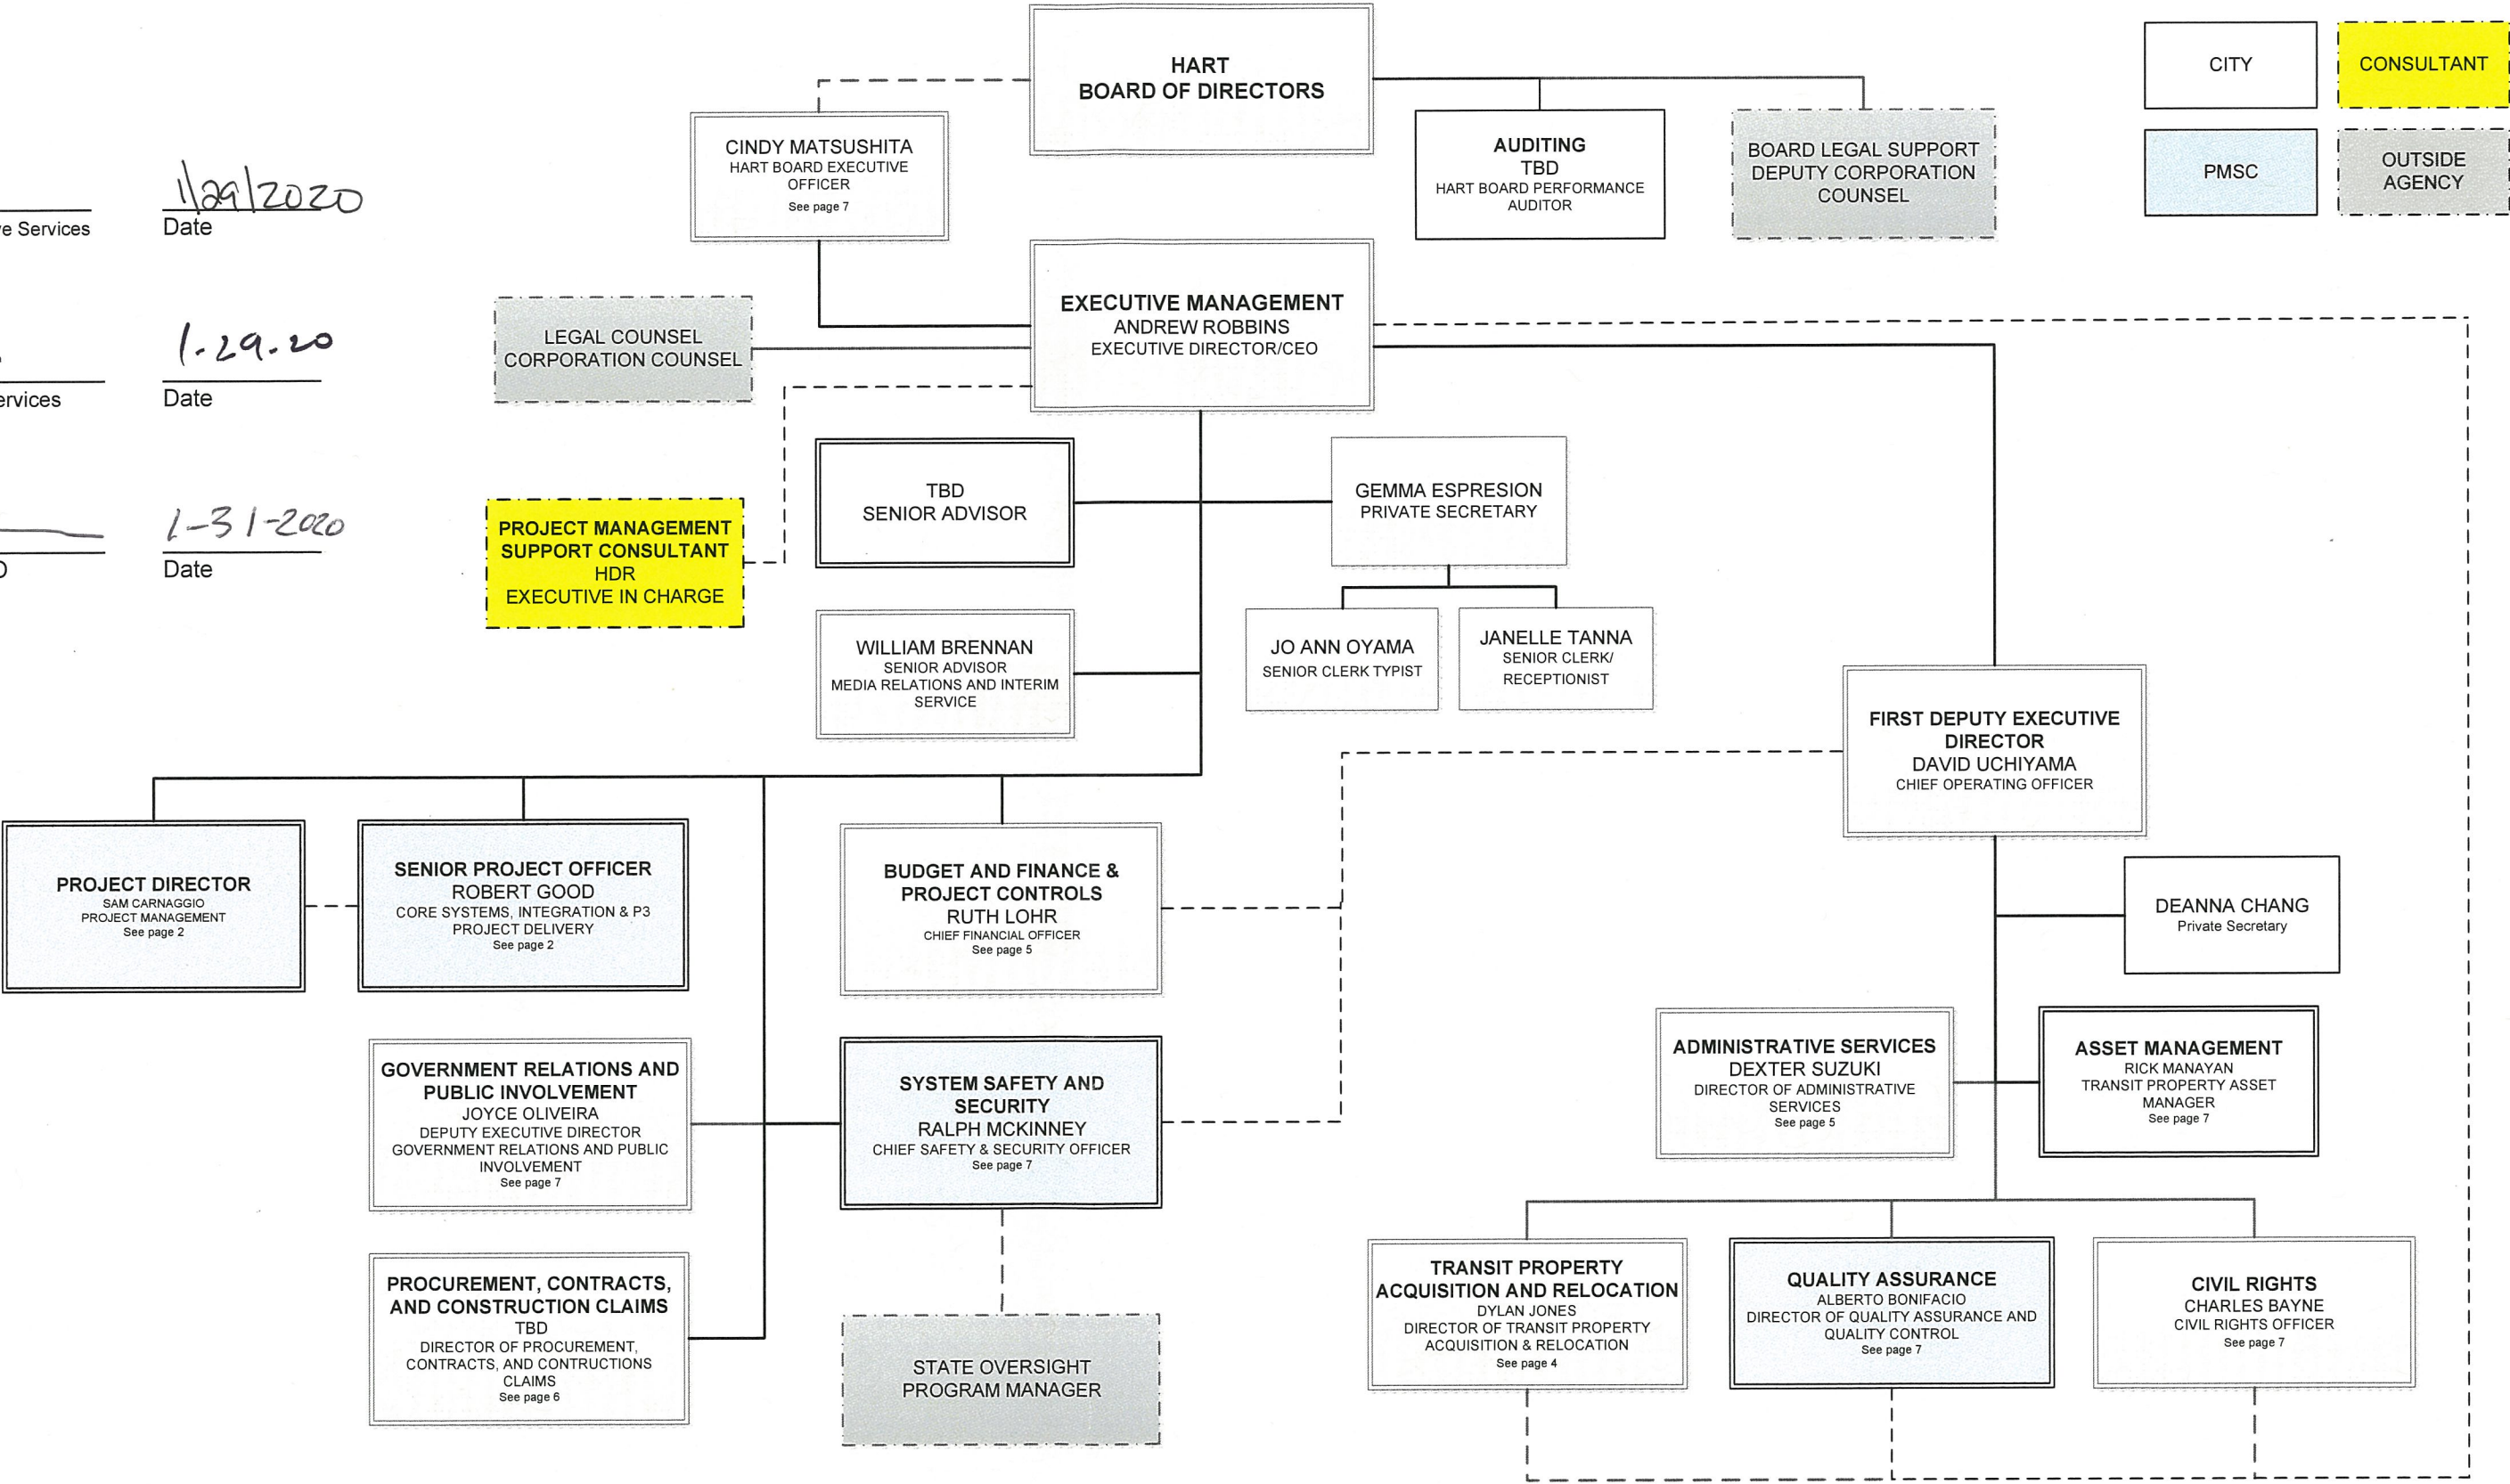 HART
BOARD OF DIRECTORS
CITY
CONSULTANT
PMSC
OUTSIDE
AGENCY
CINDY MATSUSHITA
HART BOARD EXECUTIVE
OFFICER
See page 7
AUDITING
TBD
HART BOARD PERFORMANCE
AUDITOR
BOARD LEGAL SUPPORT
DEPUTY CORPORATION
COUNSEL
1/29/2020
e Services
Date
1-29-20
ervices
Date
1-31-2020
Date
EXECUTIVE MANAGEMENT
ANDREW ROBBINS
EXECUTIVE DIRECTOR/CEO
LEGAL COUNSEL
CORPORATION COUNSEL
PROJECT MANAGEMENT
SUPPORT CONSULTANT
HDR
EXECUTIVE IN CHARGE
TBD
SENIOR ADVISOR
GEMMA ESPRESION
PRIVATE SECRETARY
WILLIAM BRENNAN
SENIOR ADVISOR
MEDIA RELATIONS AND INTERIM
SERVICE
JO ANN OYAMA
SENIOR CLERK TYPIST
JANELLE TANNA
SENIOR CLERK/
RECEPTIONIST
FIRST DEPUTY EXECUTIVE
DIRECTOR
DAVID UCHIYAMA
CHIEF OPERATING OFFICER
PROJECT DIRECTOR
SAM CARNAGGIO
PROJECT MANAGEMENT
See page 2
SENIOR PROJECT OFFICER
ROBERT GOOD
CORE SYSTEMS, INTEGRATION & P3
PROJECT DELIVERY
See page 2
BUDGET AND FINANCE &
PROJECT CONTROLS
RUTH LOHR
CHIEF FINANCIAL OFFICER
See page 5
DEANNA CHANG
Private Secretary
GOVERNMENT RELATIONS AND
PUBLIC INVOLVEMENT
JOYCE OLIVEIRA
DEPUTY EXECUTIVE DIRECTOR
GOVERNMENT RELATIONS AND PUBLIC
INVOLVEMENT
See page 7
SYSTEM SAFETY AND
SECURITY
RALPH MCKINNEY
CHIEF SAFETY & SECURITY OFFICER
See page 7
ADMINISTRATIVE SERVICES
DEXTER SUZUKI
DIRECTOR OF ADMINISTRATIVE
SERVICES
See page 5
ASSET MANAGEMENT
RICK MANAYAN
TRANSIT PROPERTY ASSET
MANAGER
See page 7
PROCUREMENT, CONTRACTS,
AND CONSTRUCTION CLAIMS
TBD
DIRECTOR OF PROCUREMENT,
CONTRACTS, AND CONTRUCTIONS
CLAIMS
See page 6
STATE OVERSIGHT
PROGRAM MANAGER
TRANSIT PROPERTY
ACQUISITION AND RELOCATION
DYLAN JONES
DIRECTOR OF TRANSIT PROPERTY
ACQUISITION & RELOCATION
See page 4
QUALITY ASSURANCE
ALBERTO BONIFACIO
DIRECTOR OF QUALITY ASSURANCE AND
QUALITY CONTROL
See page 7
CIVIL RIGHTS
CHARLES BAYNE
CIVIL RIGHTS OFFICER
See page 7